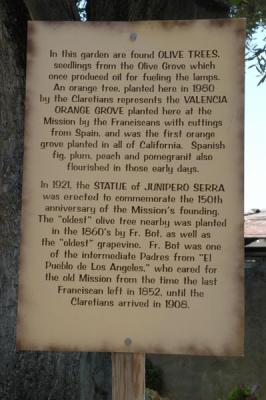 In this garden are found OLIVE TREES,
seedlings from the Olive Grove which
once produced oil for fueling the lamps.
An orange tree, planted here in 1980
by the Claretians represents the VALENCIA
ORANGE GROVE planted here at the
Mission by the Franiscans with cuttings
from Spain, and was the first orange
grove planted in all of California. Spanish
fig, plum, peach and pomegranit also
flourished in those early days.
In 1921, the STATUE of JUNIPERO SERRA
was erected to commemorate the 150th
anniversary of the Mission's founding.
The "oldest" olive tree nearby was planted
in the 1860's by Fr. Bot, as well as
the "oldest" grapevine. Fr. Bot was one
of the intermediate Padres from "El
Pueblo de Los Angeles," who cared for
the old Mission from the time the last
Franciscan left in 1852, until the
Claretians arrived in 1908.